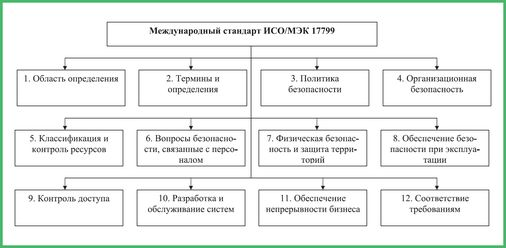 Международный стандарт ИСО/МЭК 17799
1. Область определения
2. Термины и
определения
3. Политика
безопасности
4. Организационная
безопасность
5. Классификация и
контроль ресурсов
6. Вопросы безопасно-
сти, связанные с персо-
налом
7. Физическая безопас-
ность и защита терри-
торий
8. Обеспечение безо-
пасности при эксплуа-
тации
9. Контроль доступа
10. Разработка и
обслуживание систем
11. Обеспечение
непрерывности бизнеса
12. Соответствие
требованиям